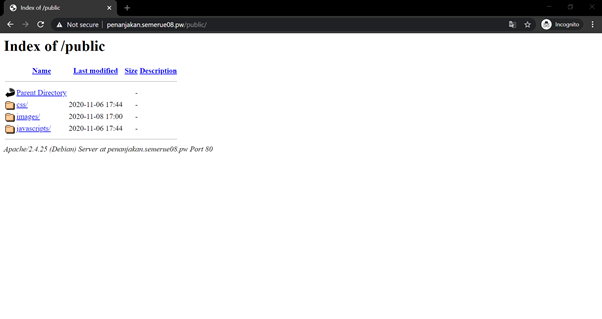 Index of /public
Not secure | penanjakan.semerue08.pw/public/
Incognito
Index of /public
Name Last modified Size Description
Parent Directory -
css/ 2020-11-06 17:44 -
images/ 2020-11-08 17:00 -
javascripts/ 2020-11-06 17:44 -
Apache/2.4.25 (Debian) Server at penanjakan.semerue08.pw Port 80